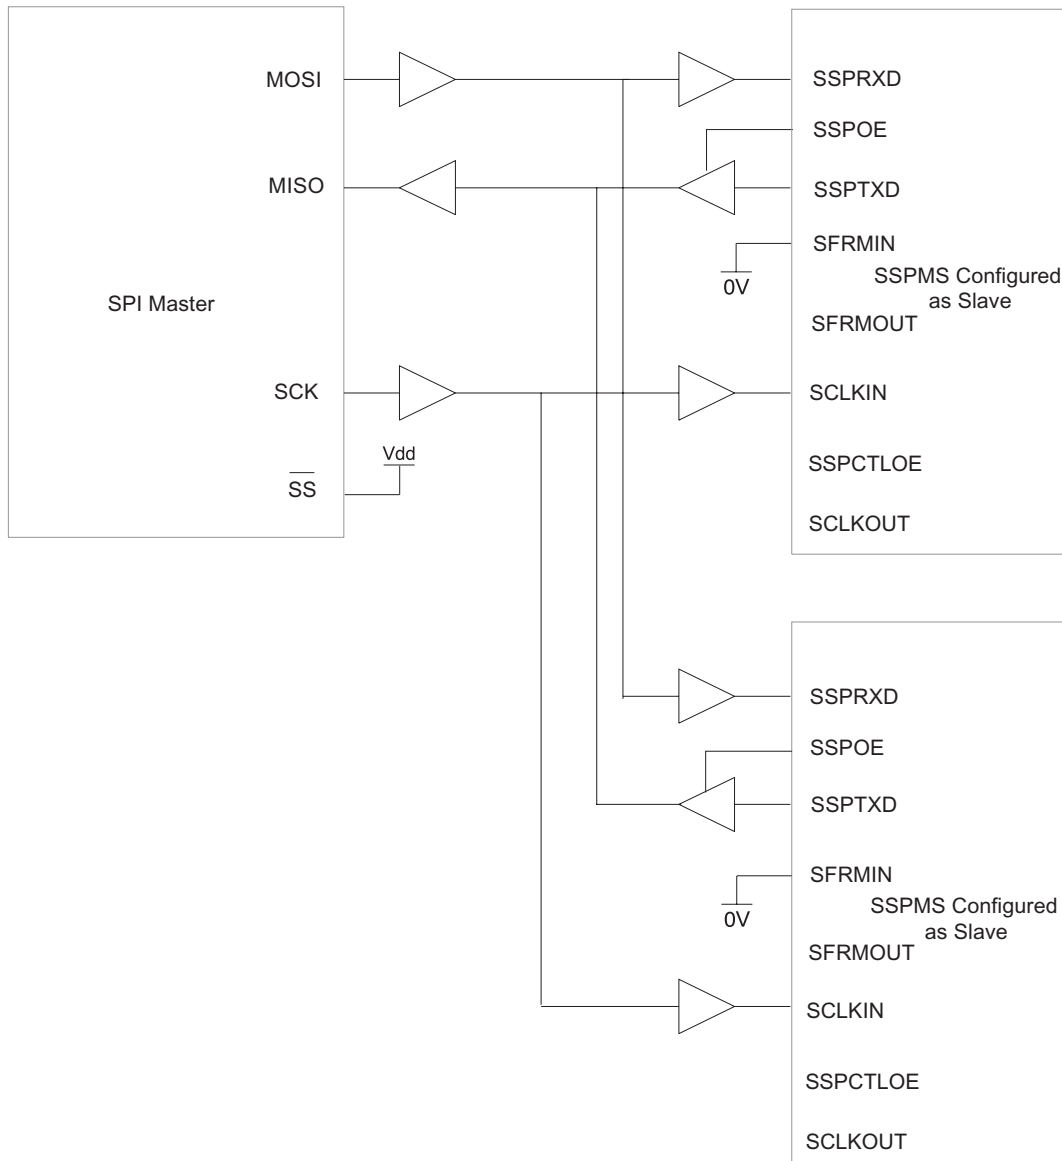 MOSI
MISO
SPI Master
SCK
Vdd
SS
SSPRXD
SSPOE
SSPTXD
SFRMIN
0V
SSPMS Configured
as Slave
SFRMOUT
SCLKIN
SSPCTLOE
SCLKOUT
SSPRXD
SSPOE
SSPTXD
SFRMIN
0V
SSPMS Configured
as Slave
SFRMOUT
SCLKIN
SSPCTLOE
SCLKOUT